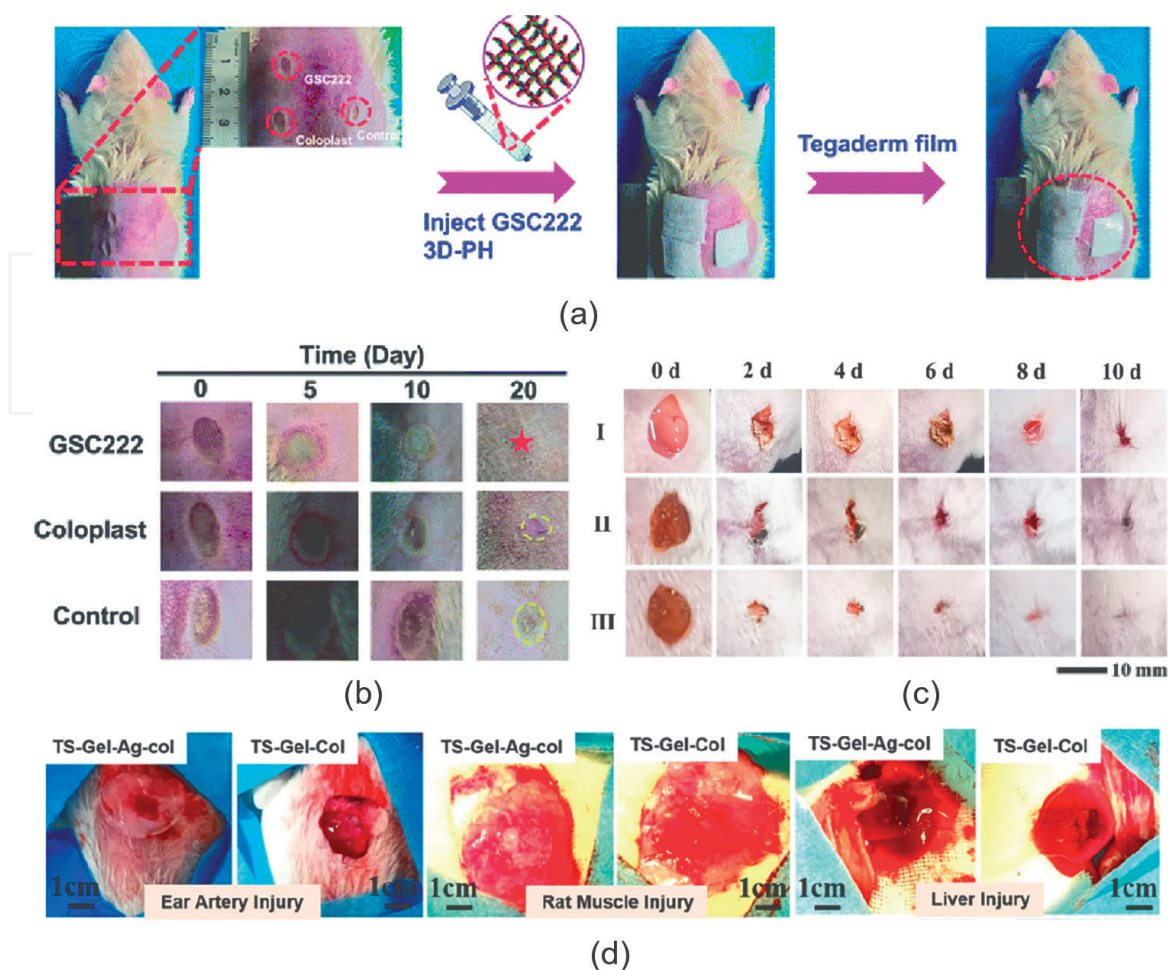 1
2
3
GSC222
Coloplast
Control
Inject GSC222
3D-PH
Tegaderm film
(a)
Time (Day)
0 5 10 20
GSC222
Coloplast
Control
(b)
0 d 2 d 4 d 6 d 8 d 10 d
I
II
III
10 mm
(c)
TS-Gel-Ag-col TS-Gel-Col TS-Gel-Ag-col TS-Gel-Col TS-Gel-Ag-col TS-Gel-Col
1cm Ear Artery Injury 1cm 1cm Rat Muscle Injury 1cm 1cm Liver Injury 1cm
(d)